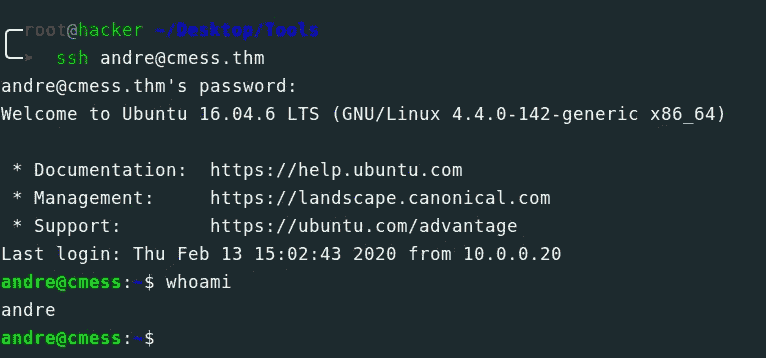 root@hacker ~/Desktop/Tools
ssh andre@cmess.thm
andre@cmess.thm's password:
Welcome to Ubuntu 16.04.6 LTS (GNU/Linux 4.4.0-142-generic x86_64)
* Documentation: https://help.ubuntu.com
* Management: https://landscape.canonical.com
* Support: https://ubuntu.com/advantage
Last login: Thu Feb 13 15:02:43 2020 from 10.0.0.20
andre@cmess:~$ whoami
andre
andre@cmess:~$